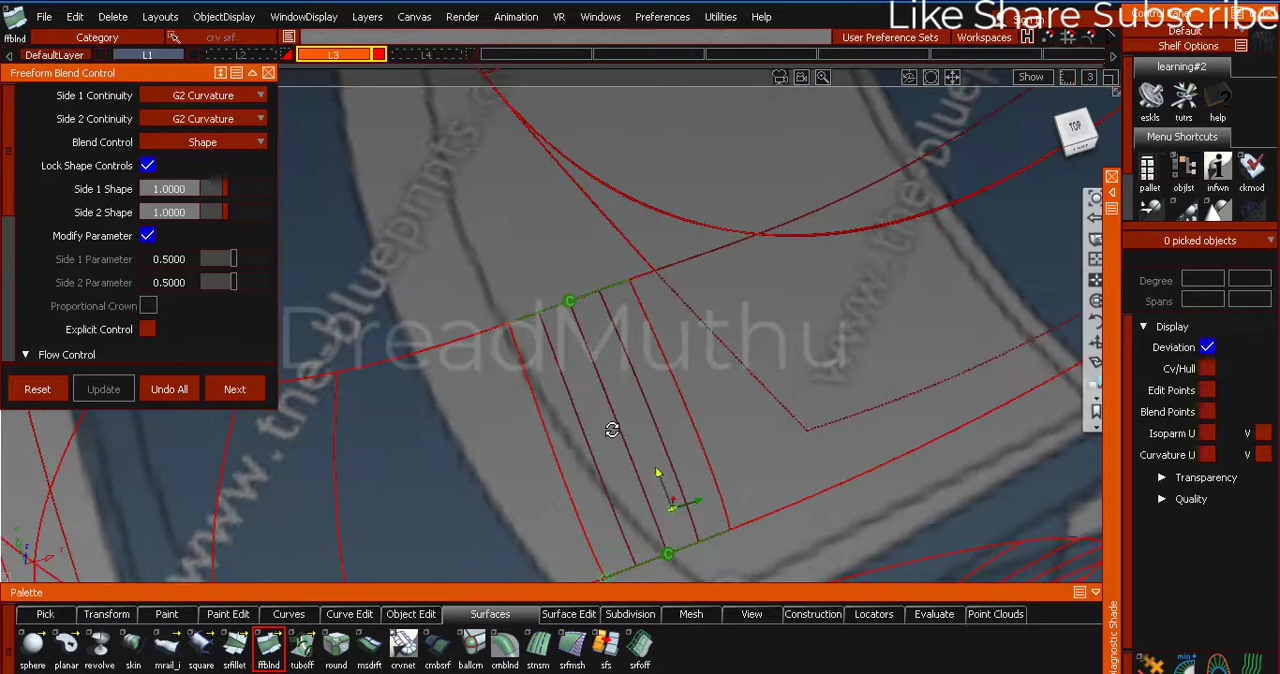 File Edit Delete Layouts ObjectDisplay WindowDisplay Layers Canvas Render Animation VR Windows Preferences Utilities Help
Like Share Subscribe
ffblnd Category crv srf User Preference Sets Workspaces
DefaultLayer L1 L2 L3 L4
Default
Shelf Options
Freeform Blend Control
Show 3
Side 1 Continuity G2 Curvature
Side 2 Continuity G2 Curvature
Blend Control Shape
Lock Shape Controls
Side 1 Shape 1.0000
Side 2 Shape 1.0000
Modify Parameter
Side 1 Parameter 0.5000
Side 2 Parameter 0.5000
Proportional Crown
Explicit Control
Flow Control
Reset Update Undo All Next
TOP
C
C
DreadMuthu
www.the-blueprints.
www.the-bluep
learning#2
eskls tutrs help
Menu Shortcuts
pallet objlst infwn ckmod
0 picked objects
Degree
Spans
Display
Deviation
Cv/Hull
Edit Points
Blend Points
Isoparm U V
Curvature U V
Transparency
Quality
Diagnostic Shade
Palette
Pick Transform Paint Paint Edit Curves Curve Edit Object Edit Surfaces Surface Edit Subdivision Mesh View Construction Locators Evaluate Point Clouds
sphere planar revolve skin mrail_i square srfillet ffblnd tuboff round msdrft crvnet cmbsrf ballcrn cmblnd stnsrn srfmsh sfs srfoff